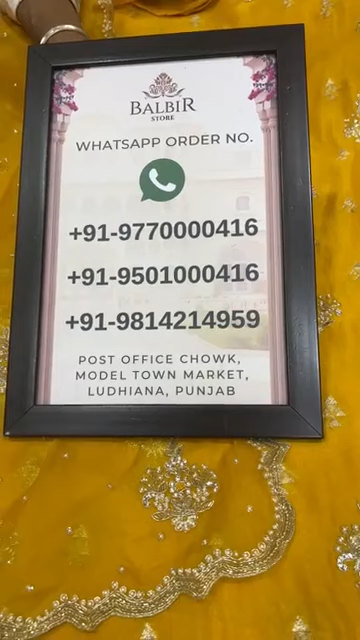 BALBIR
STORE
WHATSAPP ORDER NO.
+91-9770000416
+91-9501000416
+91-9814214959
POST OFFICE CHOWK,
MODEL TOWN MARKET,
LUDHIANA, PUNJAB